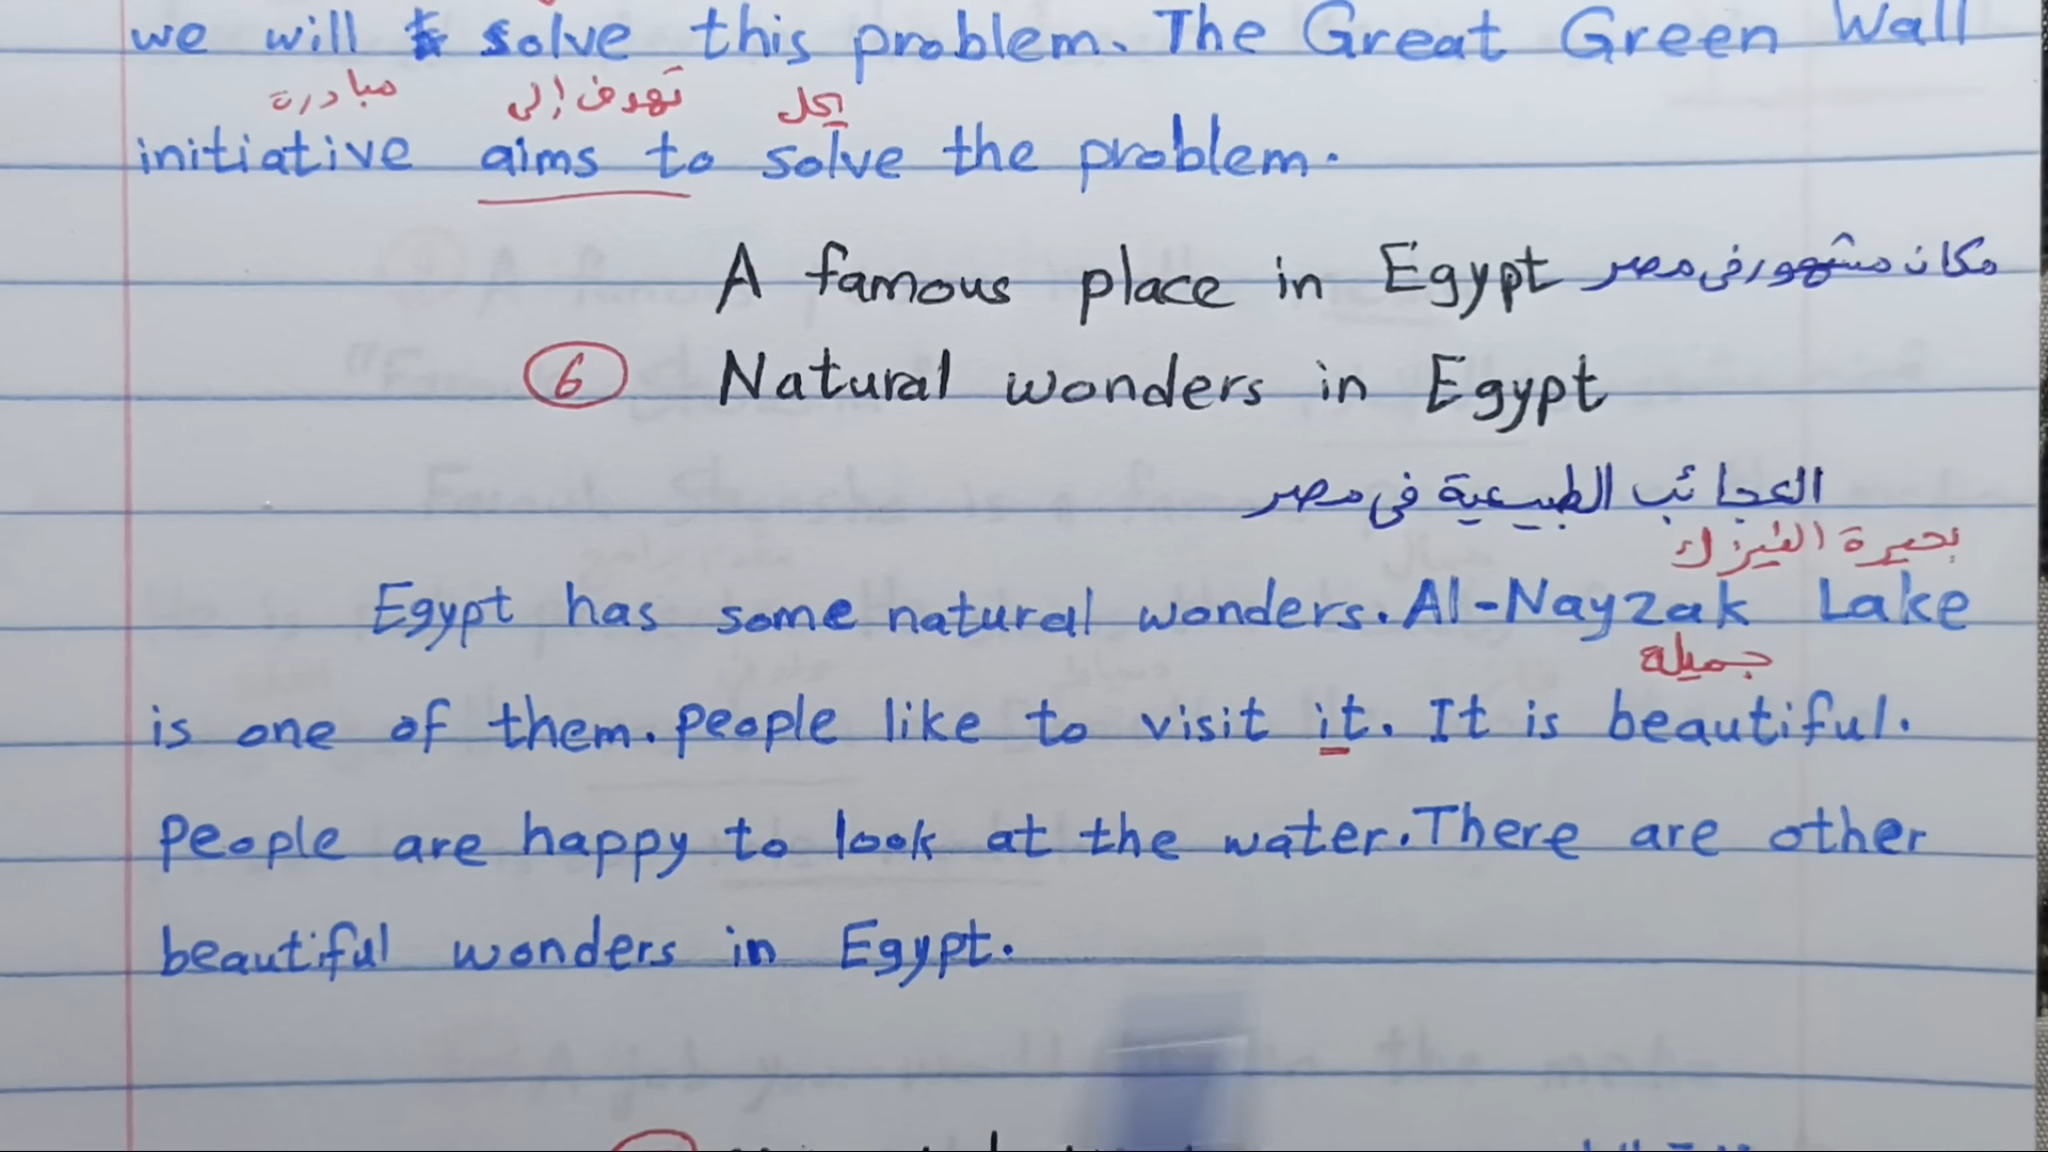 we will solve this problem. The Great Green Wall
مبادرة تهدف إلى يحل
initiative aims to solve the problem.
A famous place in Egypt مكان مشهور فى مصر
6 Natural wonders in Egypt
العجائب الطبيعية فى مصر
بحيرة النيزك
Egypt has some natural wonders. Al-Nayzak Lake
جميلة
is one of them. People like to visit it. It is beautiful.
People are happy to look at the water. There are other
beautiful wonders in Egypt.